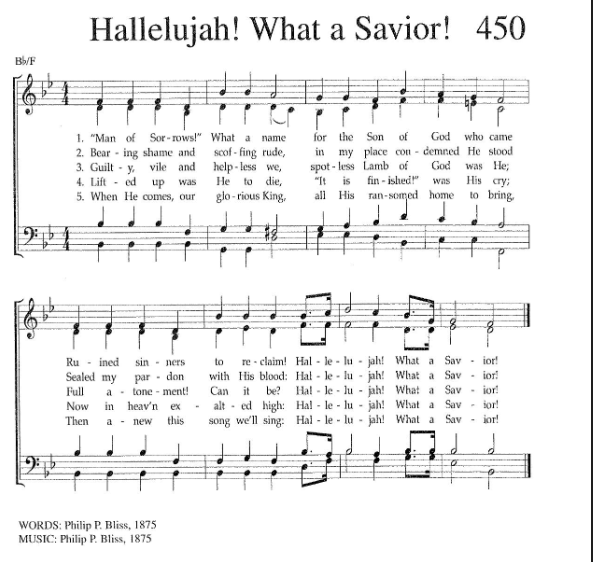 Hallelujah! What a Savior! 450
B♭/F
1. "Man of Sor-rows!" What a name for the Son of God who came
2. Bear-ing shame and scof-fing rude, in my place con-demned He stood
3. Guilt-y, vile and help-less we, spot-less Lamb of God was He;
4. Lift-ed up was He to die, "It is fin-ished!" was His cry;
5. When He comes, our glo-rious King, all His ran-somed home to bring,
Ru-ined sin-ners to re-claim! Hal-le-lu-jah! What a Sav-ior!
Sealed my par-don with His blood: Hal-le-lu-jah! What a Sav-ior!
Full a-tone-ment! Can it be? Hal-le-lu-jah! What a Sav-ior!
Now in heav'n ex-alt-ed high: Hal-le-lu-jah! What a Sav-ior!
Then a-new this song we'll sing: Hal-le-lu-jah! What a Sav-ior!
WORDS: Philip P. Bliss, 1875
MUSIC: Philip P. Bliss, 1875